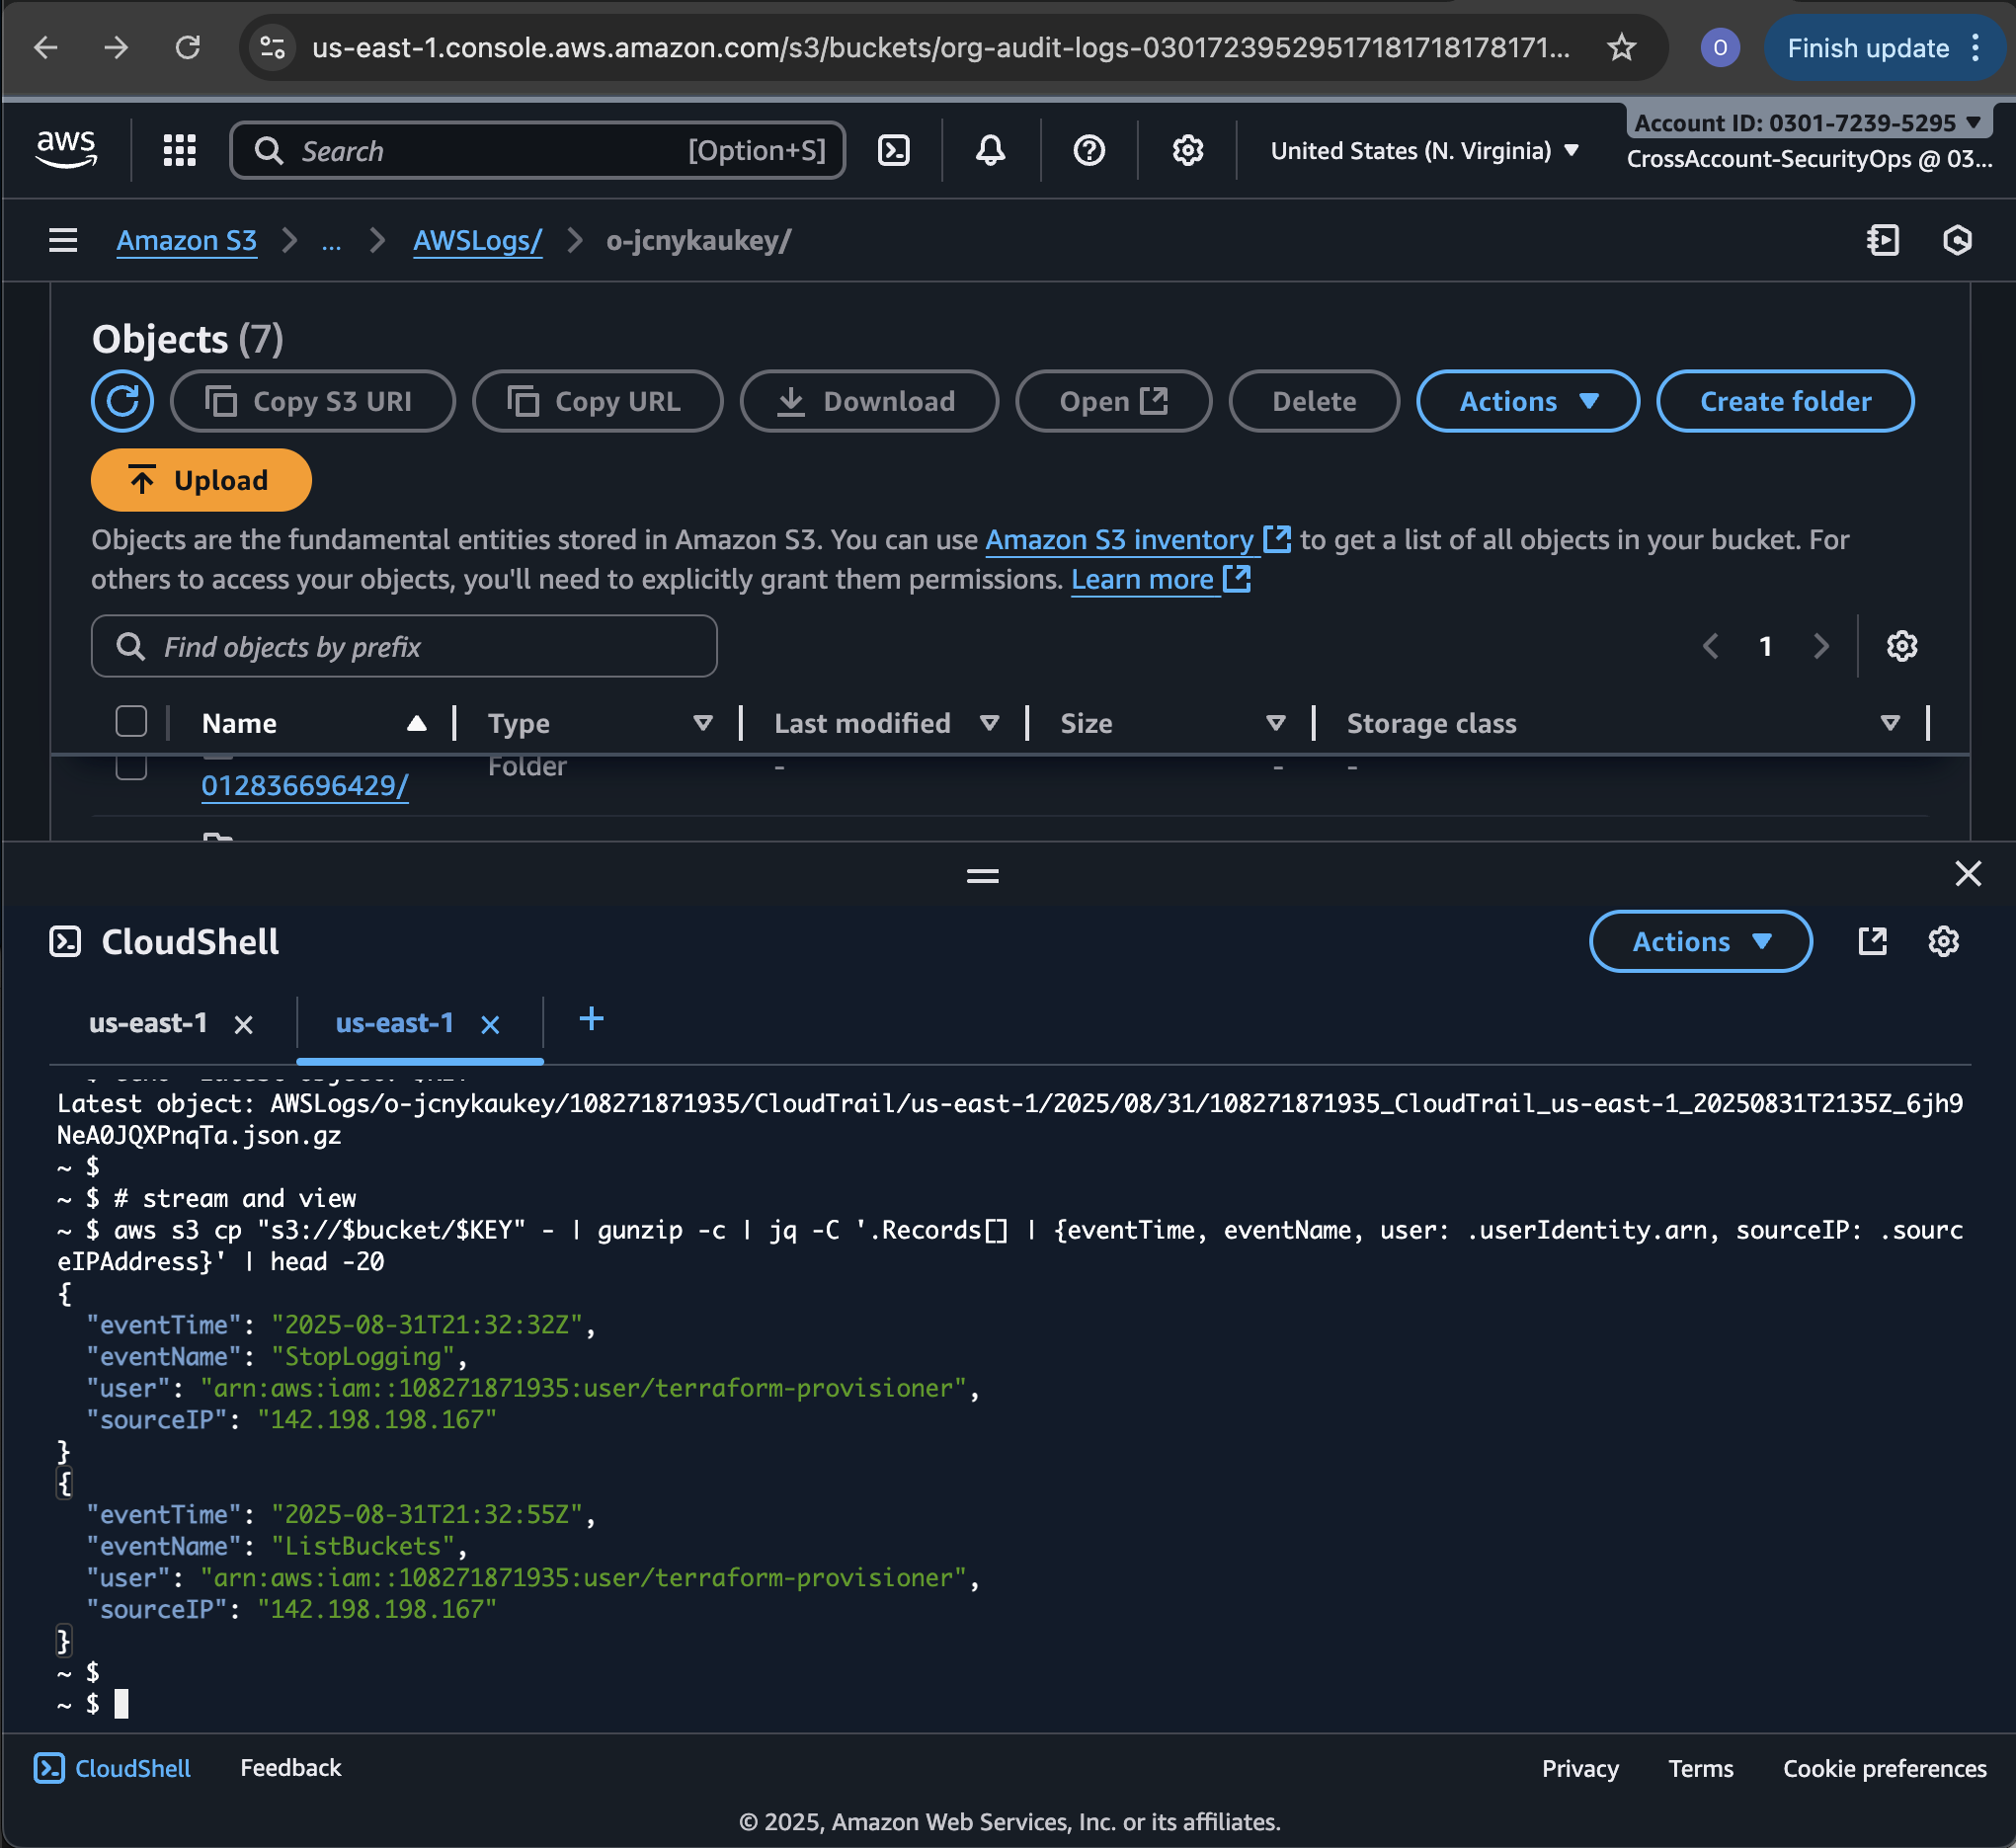 us-east-1.console.aws.amazon.com/s3/buckets/org-audit-logs-030172395295171817181781 71...
O
Finish update
aws
Search
[Option+S]
United States (N. Virginia)
Account ID: 0301-7239-5295
CrossAccount-SecurityOps @ 03...
Amazon S3
...
AWSLogs/
o-jcnykaukey/
Objects (7)
Copy S3 URI
Copy URL
Download
Open
Delete
Actions
Create folder
Upload
Objects are the fundamental entities stored in Amazon S3. You can use Amazon S3 inventory to get a list of all objects in your bucket. For
others to access your objects, you'll need to explicitly grant them permissions. Learn more
Find objects by prefix
1
Name
Type
Last modified
Size
Storage class
Folder
-
-
-
012836696429/
CloudShell
Actions
us-east-1
us-east-1
Latest object: AWSLogs/o-jcnykaukey/108271871935/CloudTrail/us-east-1/2025/08/31/108271871935_CloudTrail_us-east-1_20250831T2135Z_6jh9
NeA0JQXPnqTa.json.gz
~ $
~ $ # stream and view
~ $ aws s3 cp "s3://$bucket/$KEY" - | gunzip -c | jq -C '.Records[] | {eventTime, eventName, user: .userIdentity.arn, sourceIP: .sourc
eIPAddress}' | head -20
{
"eventTime": "2025-08-31T21:32:32Z",
"eventName": "StopLogging",
"user": "arn:aws:iam::108271871935:user/terraform-provisioner",
"sourceIP": "142.198.198.167"
}
{
"eventTime": "2025-08-31T21:32:55Z",
"eventName": "ListBuckets",
"user": "arn:aws:iam::108271871935:user/terraform-provisioner",
"sourceIP": "142.198.198.167"
}
~ $
~ $
CloudShell
Feedback
Privacy
Terms
Cookie preferences
© 2025, Amazon Web Services, Inc. or its affiliates.